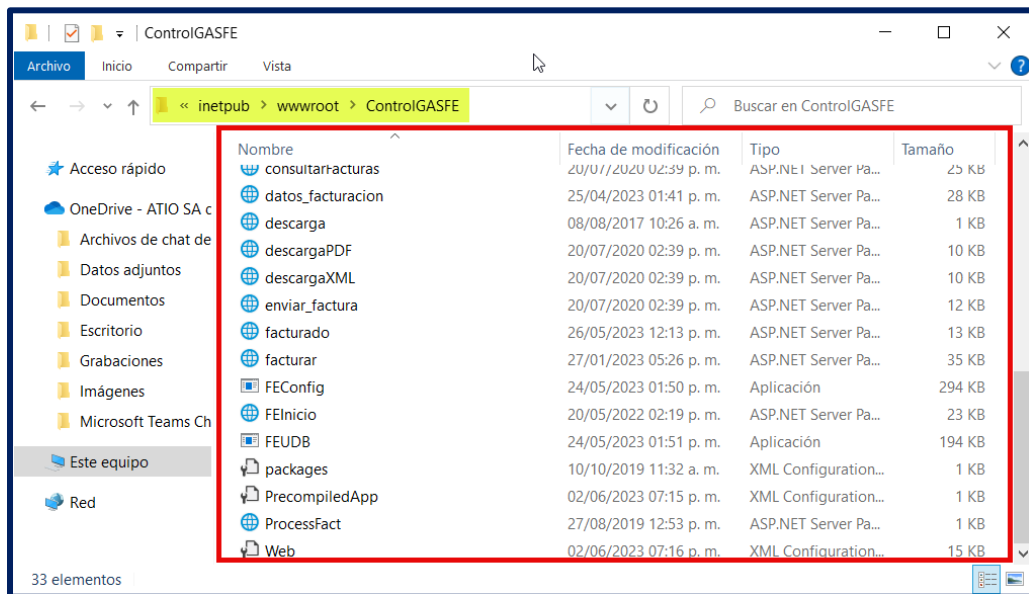 ControlGASFE
Archivo Inicio Compartir Vista
« inetpub > wwwroot > ControlGASFE Buscar en ControlGASFE
Nombre Fecha de modificación Tipo Tamaño
Acceso rápido
OneDrive - ATIO SA c
Archivos de chat de
Datos adjuntos
Documentos
Escritorio
Grabaciones
Imágenes
Microsoft Teams Ch
Este equipo
Red
consultarFacturas 20/07/2020 02:39 p. m. ASP.NET Server Pa... 25 KB
datos_facturacion 25/04/2023 01:41 p. m. ASP.NET Server Pa... 28 KB
descarga 08/08/2017 10:26 a. m. ASP.NET Server Pa... 1 KB
descargaPDF 20/07/2020 02:39 p. m. ASP.NET Server Pa... 10 KB
descargaXML 20/07/2020 02:39 p. m. ASP.NET Server Pa... 10 KB
enviar_factura 20/07/2020 02:39 p. m. ASP.NET Server Pa... 12 KB
facturado 26/05/2023 12:13 p. m. ASP.NET Server Pa... 13 KB
facturar 27/01/2023 05:26 p. m. ASP.NET Server Pa... 35 KB
FEConfig 24/05/2023 01:50 p. m. Aplicación 294 KB
FEInicio 20/05/2022 02:19 p. m. ASP.NET Server Pa... 23 KB
FEUDB 24/05/2023 01:51 p. m. Aplicación 194 KB
packages 10/10/2019 11:32 a. m. XML Configuration... 1 KB
PrecompiledApp 02/06/2023 07:15 p. m. XML Configuration... 1 KB
ProcessFact 27/08/2019 12:53 p. m. ASP.NET Server Pa... 1 KB
Web 02/06/2023 07:16 p. m. XML Configuration... 15 KB
33 elementos